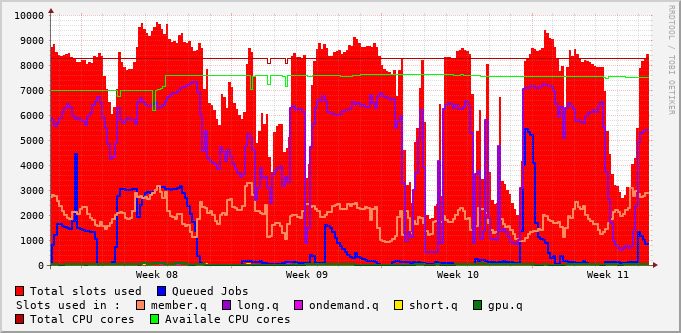 10000
9000
8000
7000
6000
5000
4000
3000
2000
1000
0
Week 08 Week 09 Week 10 Week 11
RRDTOOL / TOBI OETIKER
Total slots used Queued Jobs
Slots used in : member.q long.q ondemand.q short.q gpu.q
Total CPU cores Availale CPU cores